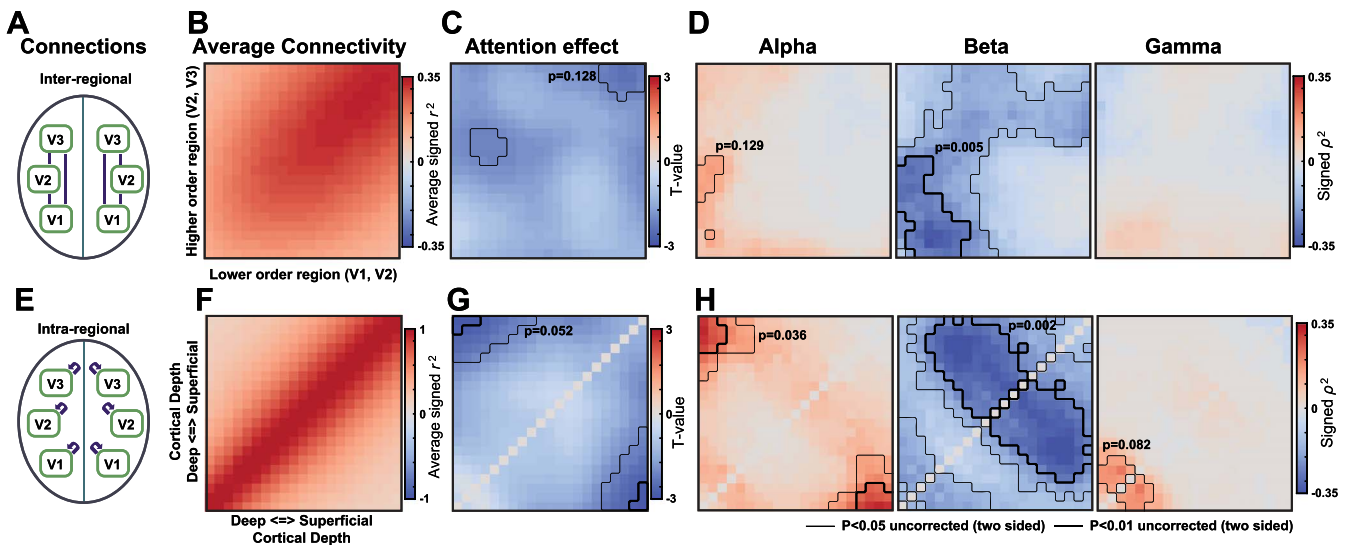 A
Connections
Inter-regional
V3
V3
V2
V2
V1
V1
B
Average Connectivity
Higher order region (V2, V3)
Lower order region (V1, V2)
0.35
0
-0.35
Average signed r²
C
Attention effect
p=0.128
3
0
-3
T-value
D
Alpha
Beta
Gamma
p=0.129
p=0.005
0.35
0
-0.35
Signed ρ²
E
Intra-regional
V3
V3
V2
V2
V1
V1
F
Cortical Depth
Deep <=> Superficial
Deep <=> Superficial
Cortical Depth
1
0
-1
Average signed r²
G
p=0.052
3
0
-3
T-value
H
p=0.036
p=0.002
p=0.082
0.35
0
-0.35
Signed ρ²
P<0.05 uncorrected (two sided)
P<0.01 uncorrected (two sided)